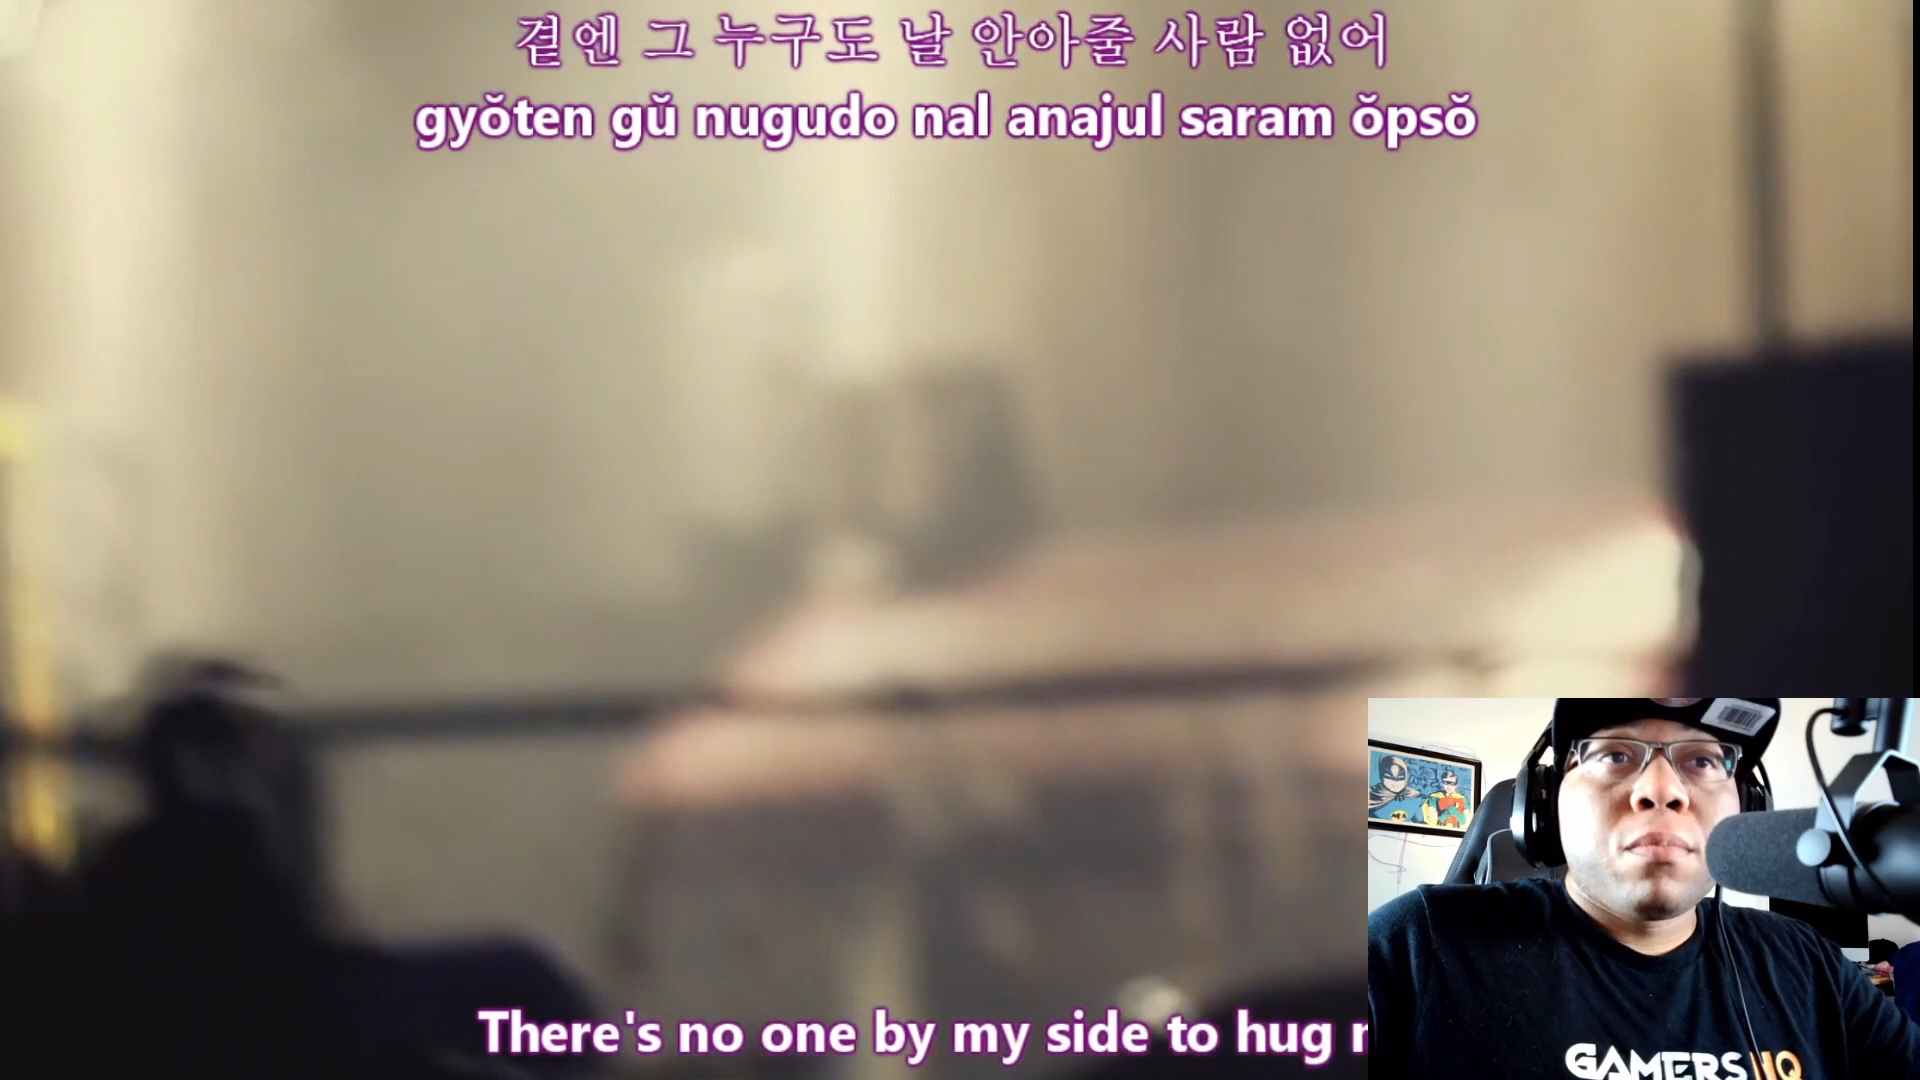 곁엔 그 누구도 날 안아줄 사람 없어
gyŏten gŭ nugudo nal anajul saram ŏpsŏ
There's no one by my side to hug
GAMERS HQ